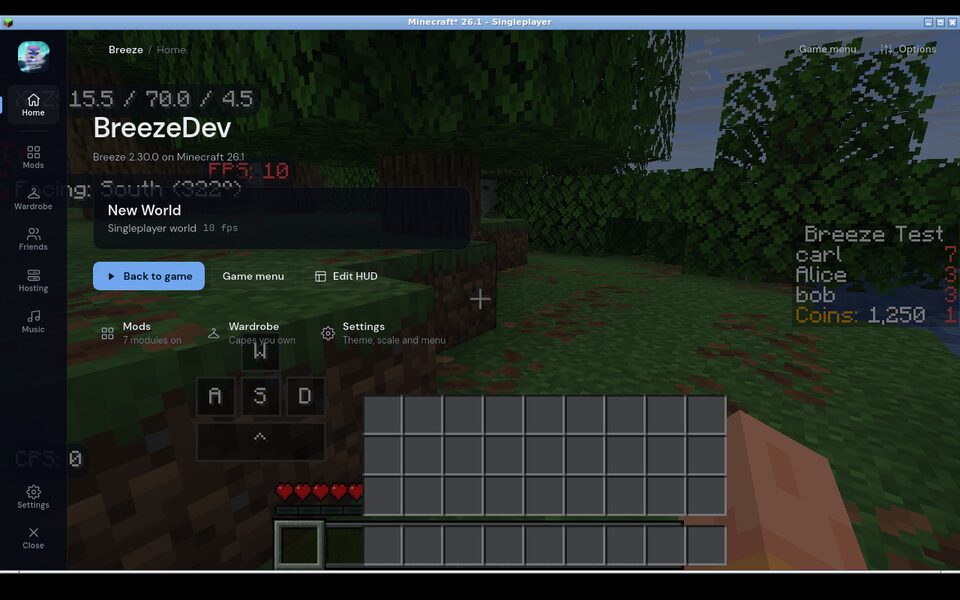 Minecraft* 26.1 - Singleplayer
Breeze / Home
Game menu
Options
15.5 / 70.0 / 4.5
Home
BreezeDev
Breeze 2.30.0 on Minecraft 26.1
FPS: 10
Mods
Facing: South (322°)
Wardrobe
New World
Singleplayer world 10 fps
Friends
Breeze Test
carl 7
Alice 3
bob 3
Coins: 1,250 1
Hosting
Back to game
Game menu
Edit HUD
Music
Mods
7 modules on
Wardrobe
Capes you own
Settings
Theme, scale and menu
W
A S D
^
CPS: 0
Settings
Close